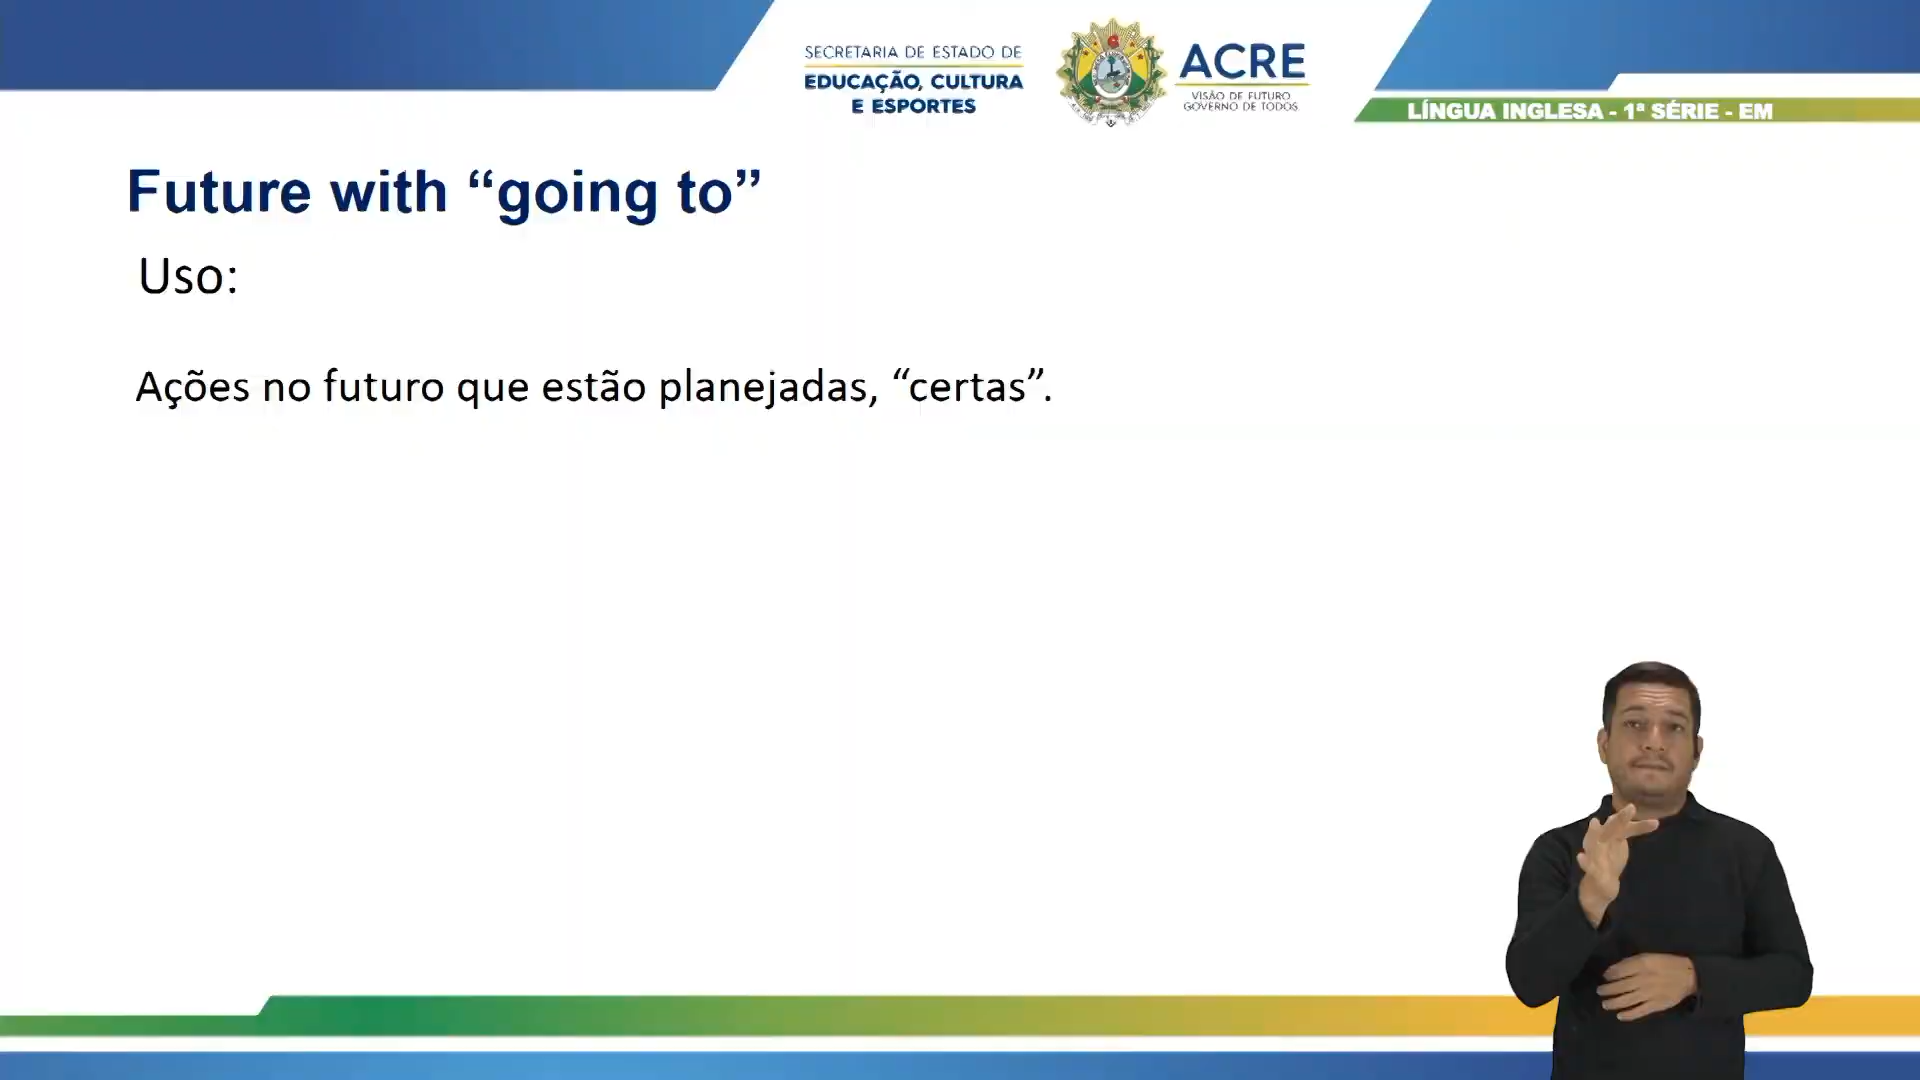 SECRETARIA DE ESTADO DE
EDUCAÇÃO, CULTURA
E ESPORTES
ACRE
VISÃO DE FUTURO
GOVERNO DE TODOS
LÍNGUA INGLESA - 1ª SÉRIE - EM
Future with “going to”
Uso:
Ações no futuro que estão planejadas, “certas”.